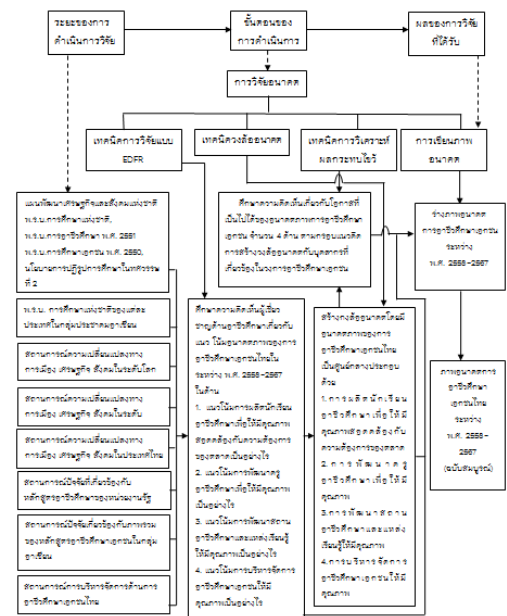 ระยะของการ
ดำเนินการวิจัย
ขั้นตอนของ
การดำเนินการ
ผลของการวิจัย
ที่ได้รับ
การวิจัยอนาคต
เทคนิคการวิจัยแบบ
EDFR
เทคนิควงล้ออนาคต
เทคนิคการวิเคราะห์
ผลกระทบไขว้
การเขียนภาพ
อนาคต
แผนพัฒนาเศรษฐกิจและสังคมแห่งชาติ
พ.ร.บ.การศึกษาแห่งชาติ,
พ.ร.บ.การอาชีวศึกษา พ.ศ. 2551
พ.ร.บ.การศึกษาเอกชน พ.ศ. 2550,
นโยบายการปฏิรูปการศึกษาในทศวรรษ
ที่ 2
พ.ร.บ. การศึกษาแห่งชาติของแต่ละ
ประเทศในกลุ่มประชาคมอาเซียน
สถานการณ์ความเปลี่ยนแปลงทาง
การเมือง เศรษฐกิจ สังคมในระดับโลก
สถานการณ์ความเปลี่ยนแปลงทาง
การเมือง เศรษฐกิจ สังคมในระดับ
สถานการณ์ความเปลี่ยนแปลงทาง
การเมือง เศรษฐกิจ สังคมในประเทศไทย
สถานการณ์ปัจจัยที่เกี่ยวข้องกับ
หลักสูตรอาชีวศึกษาของหน่วยงานรัฐ
สถานการณ์ปัจจัยเกี่ยวข้องกับภาพรวม
ของหลักสูตรอาชีวศึกษาเอกชนในกลุ่ม
อาเซียน
สถานการณ์การบริหารจัดการด้านการ
อาชีวศึกษาเอกชนไทย
ศึกษาความคิดเห็นผู้เชี่ยว
ชาญด้านอาชีวศึกษาเกี่ยวกับ
แนว โน้มอนาคตภาพของการ
อาชีวศึกษาเอกชนไทยใน
ระหว่าง พ.ศ. 2558-2567
ในด้าน
1. แนวโน้มการผลิตนักเรียน
อาชีวศึกษาเพื่อให้มีคุณภาพ
สอดคล้องกับความต้องการ
ของตลาดเป็นอย่างไร
2. แนวโน้มการพัฒนาครู
อาชีวศึกษาเพื่อให้มีคุณภาพ
เป็นอย่างไร
3. แนวโน้มการพัฒนาสถาน
อาชีวศึกษาและแหล่งเรียนรู้
ให้มีคุณภาพเป็นอย่างไร
4. แนวโน้มการบริหารจัดการ
อาชีวศึกษาเอกชนให้มี
คุณภาพเป็นอย่างไร
ศึกษาความคิดเห็นเกี่ยวกับโอกาสที่
เป็นไปได้ของอนาคตภาพการอาชีวศึกษา
เอกชน จำนวน 4 ด้าน ตามกรอบแนวคิด
การสร้างวงล้ออนาคตกับบุคลากรที่
เกี่ยวข้องในวงการอาชีวศึกษาเอกชน
สร้างกงล้ออนาคตโดยมี
อนาคตภาพของการ
อาชีวศึกษาเอกชนไทย
เป็นศูนย์กลางประกอบ
ด้วย
1.การผลิตนักเรียน
อาชีวศึกษาเพื่อให้มี
คุณภาพสอดคล้องกับ
ความต้องการของตลาด
2.การพัฒนาครู
อาชีวศึกษาเพื่อให้มี
คุณภาพ
3.การพัฒนาสถาน
อาชีวศึกษาและแหล่ง
เรียนรู้ให้มีคุณภาพ
4.การบริหารจัดการ
อาชีวศึกษาเอกชนให้มี
คุณภาพ
ร่างภาพอนาคต
การอาชีวศึกษาเอกชน
ระหว่าง
พ.ศ. 2558-2567
ภาพอนาคตการ
อาชีวศึกษา
เอกชนไทย
ระหว่าง
พ.ศ. 2558-
2567
(ฉบับสมบูรณ์)